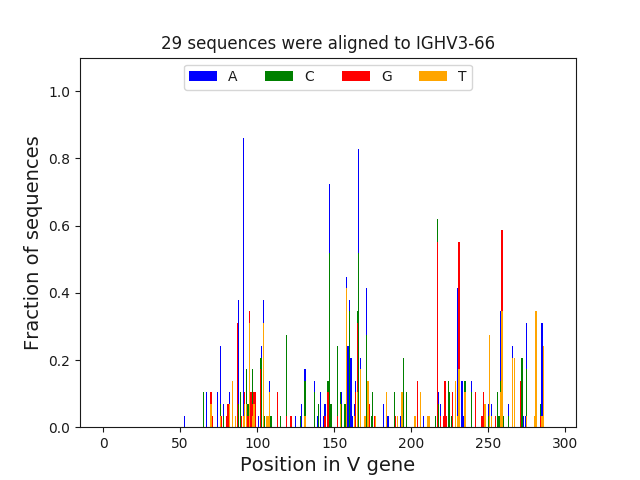 29 sequences were aligned to IGHV3-66
A C G T
Fraction of sequences
1.0
0.8
0.6
0.4
0.2
0.0
0 50 100 150 200 250 300
Position in V gene